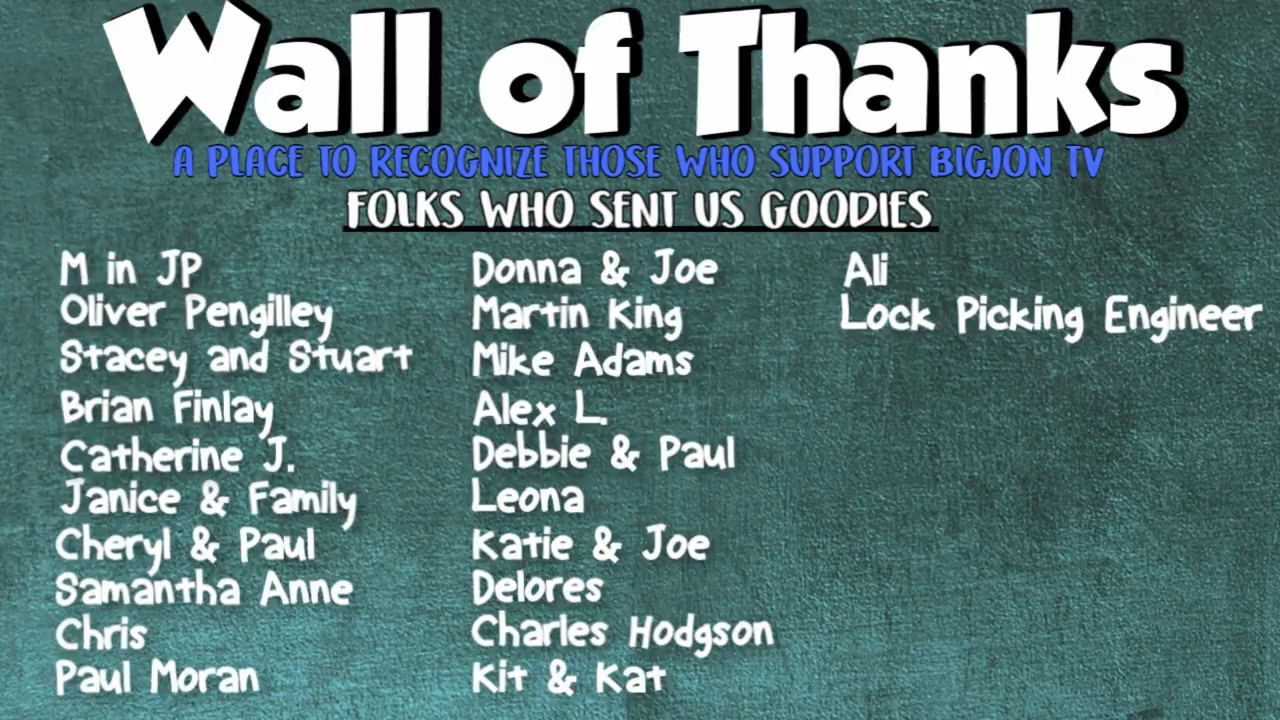 Wall of Thanks
A PLACE TO RECOGNIZE THOSE WHO SUPPORT BIGJON TV
FOLKS WHO SENT US GOODIES
M in JP
Oliver Pengilley
Stacey and Stuart
Brian Finlay
Catherine J.
Janice & Family
Cheryl & Paul
Samantha Anne
Chris
Paul Moran
Donna & Joe
Martin King
Mike Adams
Alex L.
Debbie & Paul
Leona
Katie & Joe
Delores
Charles Hodgson
Kit & Kat
Ali
Lock Picking Engineer